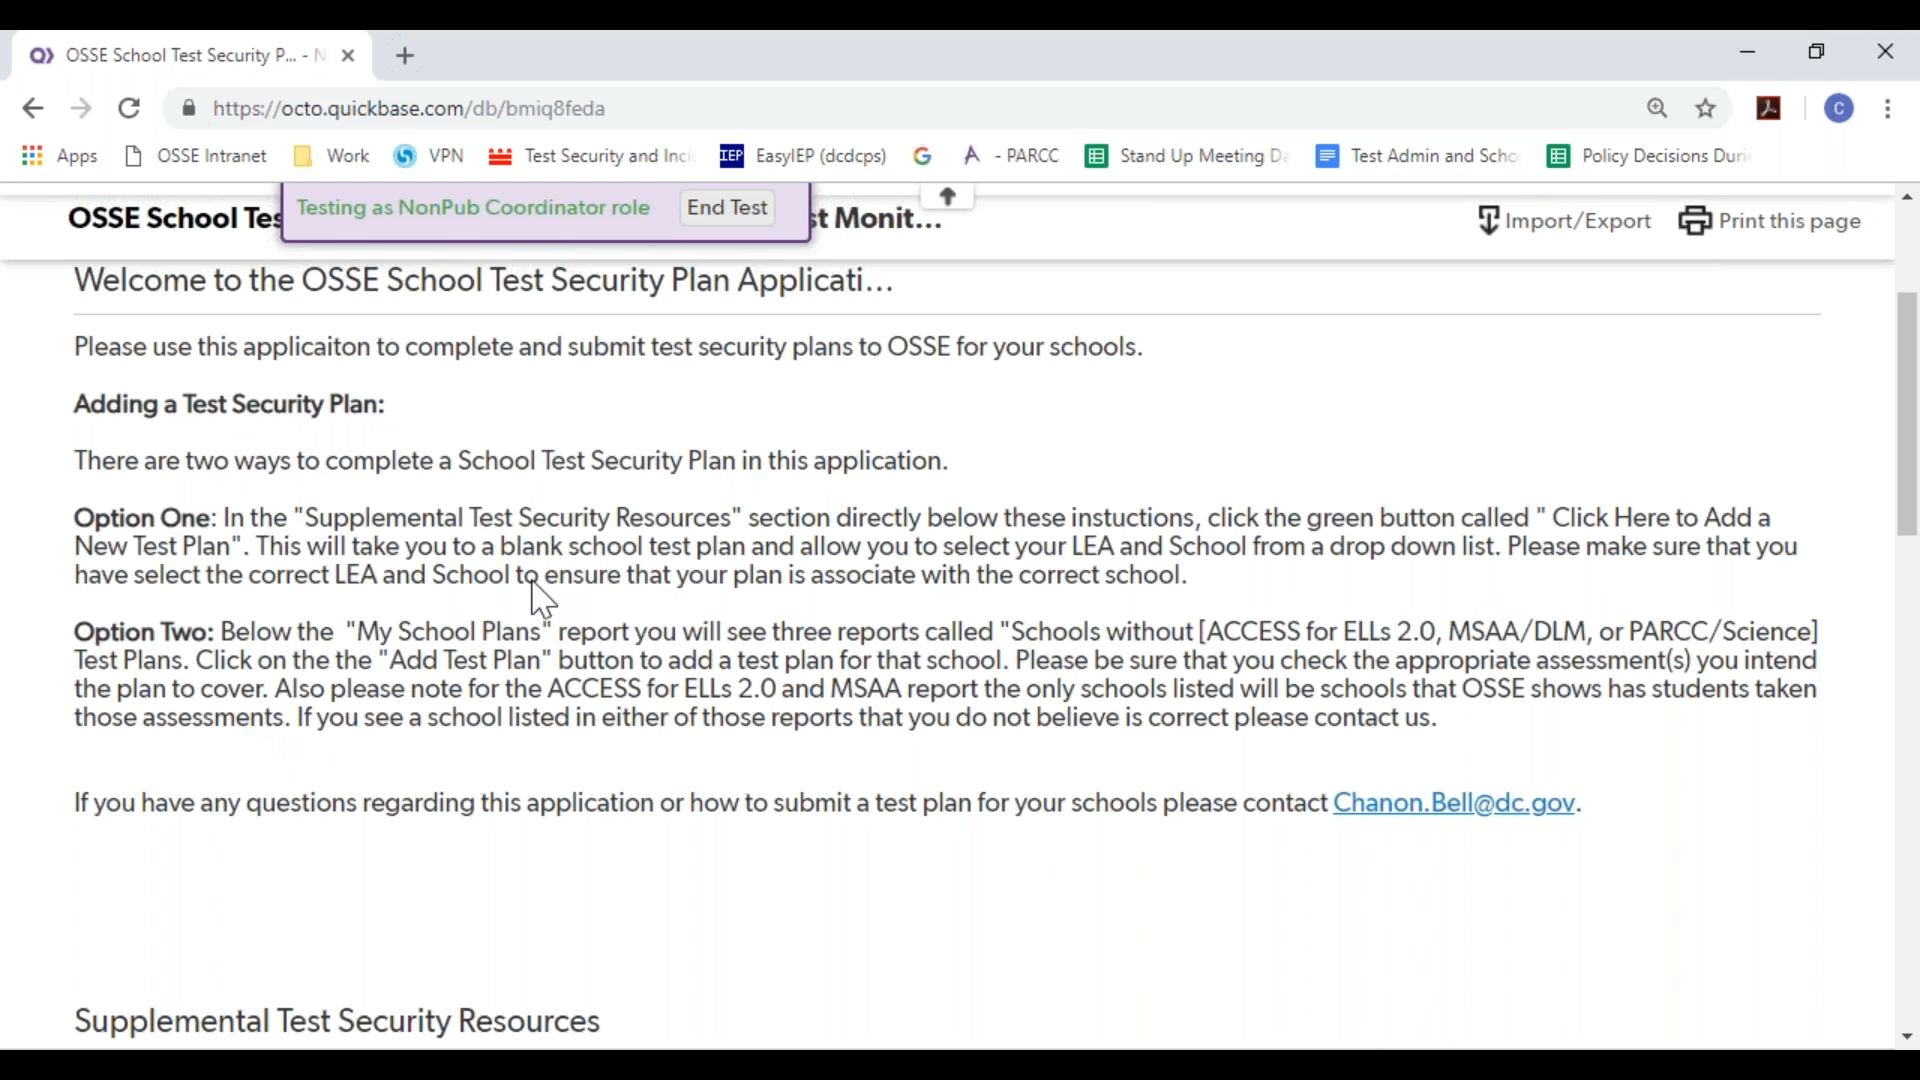 OSSE School Test Security P... - N
https://octo.quickbase.com/db/bmiq8feda
C
Apps OSSE Intranet Work VPN Test Security and Inci IEP EasyIEP (dcdcps) G - PARCC Stand Up Meeting Da Test Admin and Scho Policy Decisions Duri
OSSE School Tes
Testing as NonPub Coordinator role End Test
st Monit...
Import/Export Print this page
Welcome to the OSSE School Test Security Plan Applicati...
Please use this applicaiton to complete and submit test security plans to OSSE for your schools.
Adding a Test Security Plan:
There are two ways to complete a School Test Security Plan in this application.
Option One: In the "Supplemental Test Security Resources" section directly below these instuctions, click the green button called " Click Here to Add a
New Test Plan". This will take you to a blank school test plan and allow you to select your LEA and School from a drop down list. Please make sure that you
have select the correct LEA and School to ensure that your plan is associate with the correct school.
Option Two: Below the "My School Plans" report you will see three reports called "Schools without [ACCESS for ELLs 2.0, MSAA/DLM, or PARCC/Science]
Test Plans. Click on the the "Add Test Plan" button to add a test plan for that school. Please be sure that you check the appropriate assessment(s) you intend
the plan to cover. Also please note for the ACCESS for ELLs 2.0 and MSAA report the only schools listed will be schools that OSSE shows has students taken
those assessments. If you see a school listed in either of those reports that you do not believe is correct please contact us.
If you have any questions regarding this application or how to submit a test plan for your schools please contact Chanon.Bell@dc.gov.
Supplemental Test Security Resources